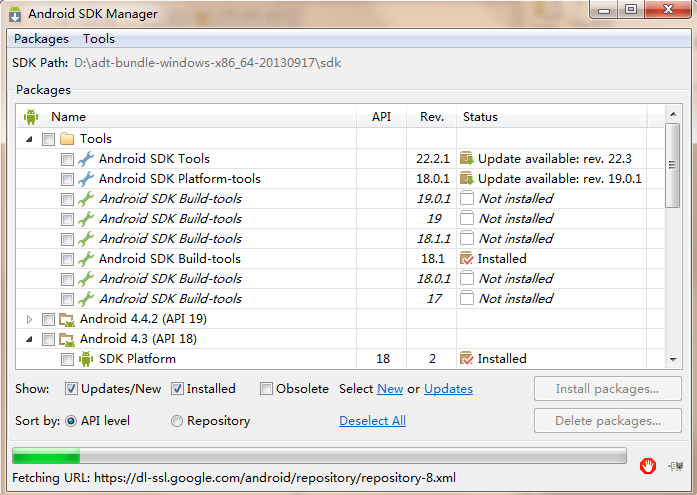 Android SDK Manager
Packages Tools
SDK Path: D:\adt-bundle-windows-x86_64-20130917\sdk
Packages
Name API Rev. Status
Tools
Android SDK Tools 22.2.1 Update available: rev. 22.3
Android SDK Platform-tools 18.0.1 Update available: rev. 19.0.1
Android SDK Build-tools 19.0.1 Not installed
Android SDK Build-tools 19 Not installed
Android SDK Build-tools 18.1.1 Not installed
Android SDK Build-tools 18.1 Installed
Android SDK Build-tools 18.0.1 Not installed
Android SDK Build-tools 17 Not installed
Android 4.4.2 (API 19)
Android 4.3 (API 18)
SDK Platform 18 2 Installed
Show: Updates/New Installed Obsolete Select New or Updates Install packages...
Sort by: API level Repository Deselect All Delete packages...
Fetching URL: https://dl-ssl.google.com/android/repository/repository-8.xml